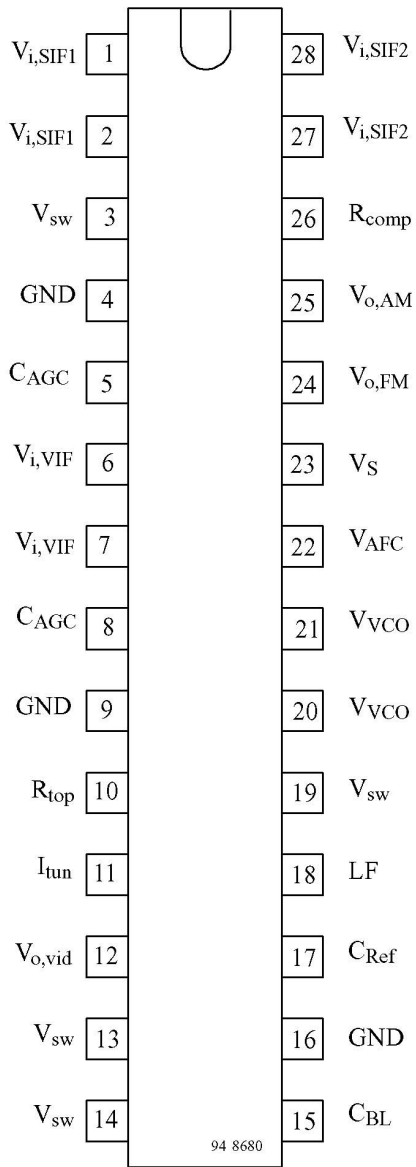 V_i,SIF1 1 28 V_i,SIF2
V_i,SIF1 2 27 V_i,SIF2
V_sw 3 26 R_comp
GND 4 25 V_o,AM
C_AGC 5 24 V_o,FM
V_i,VIF 6 23 V_S
V_i,VIF 7 22 V_AFC
C_AGC 8 21 V_VCO
GND 9 20 V_VCO
R_top 10 19 V_sw
I_tun 11 18 LF
V_o,vid 12 17 C_Ref
V_sw 13 16 GND
V_sw 14 15 C_BL
94 8680